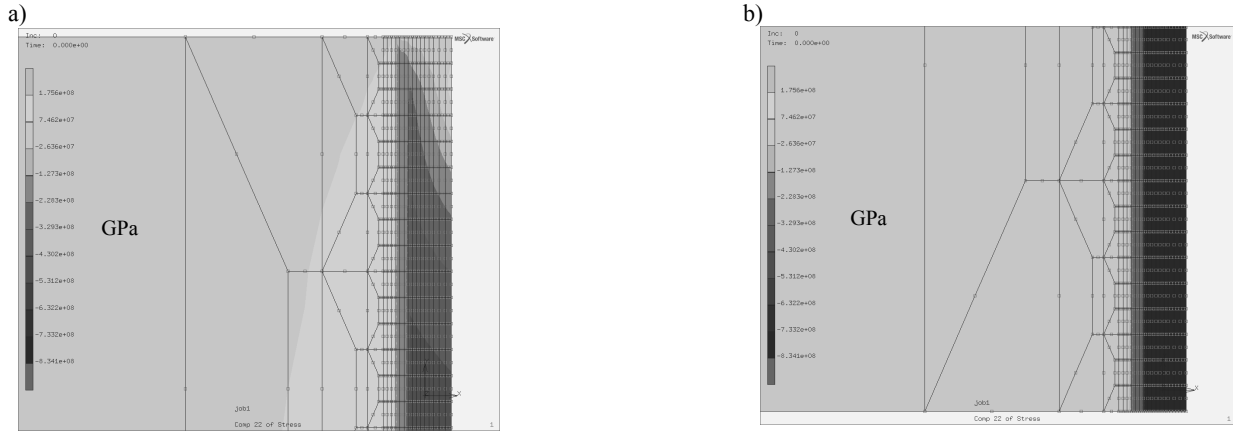 a)
Inc: 0
Time: 0.000e+00
MSC Software
1.756e+08
7.462e+07
-2.636e+07
-1.273e+08
-2.283e+08
-3.293e+08
-4.302e+08
-5.312e+08
-6.322e+08
-7.332e+08
-8.341e+08
GPa
X
job1
Comp 22 of Stress
1
b)
Inc: 0
Time: 0.000e+00
MSC Software
1.756e+08
7.462e+07
-2.636e+07
-1.273e+08
-2.283e+08
-3.293e+08
-4.302e+08
-5.312e+08
-6.322e+08
-7.332e+08
-8.341e+08
GPa
X
job1
Comp 22 of Stress
1